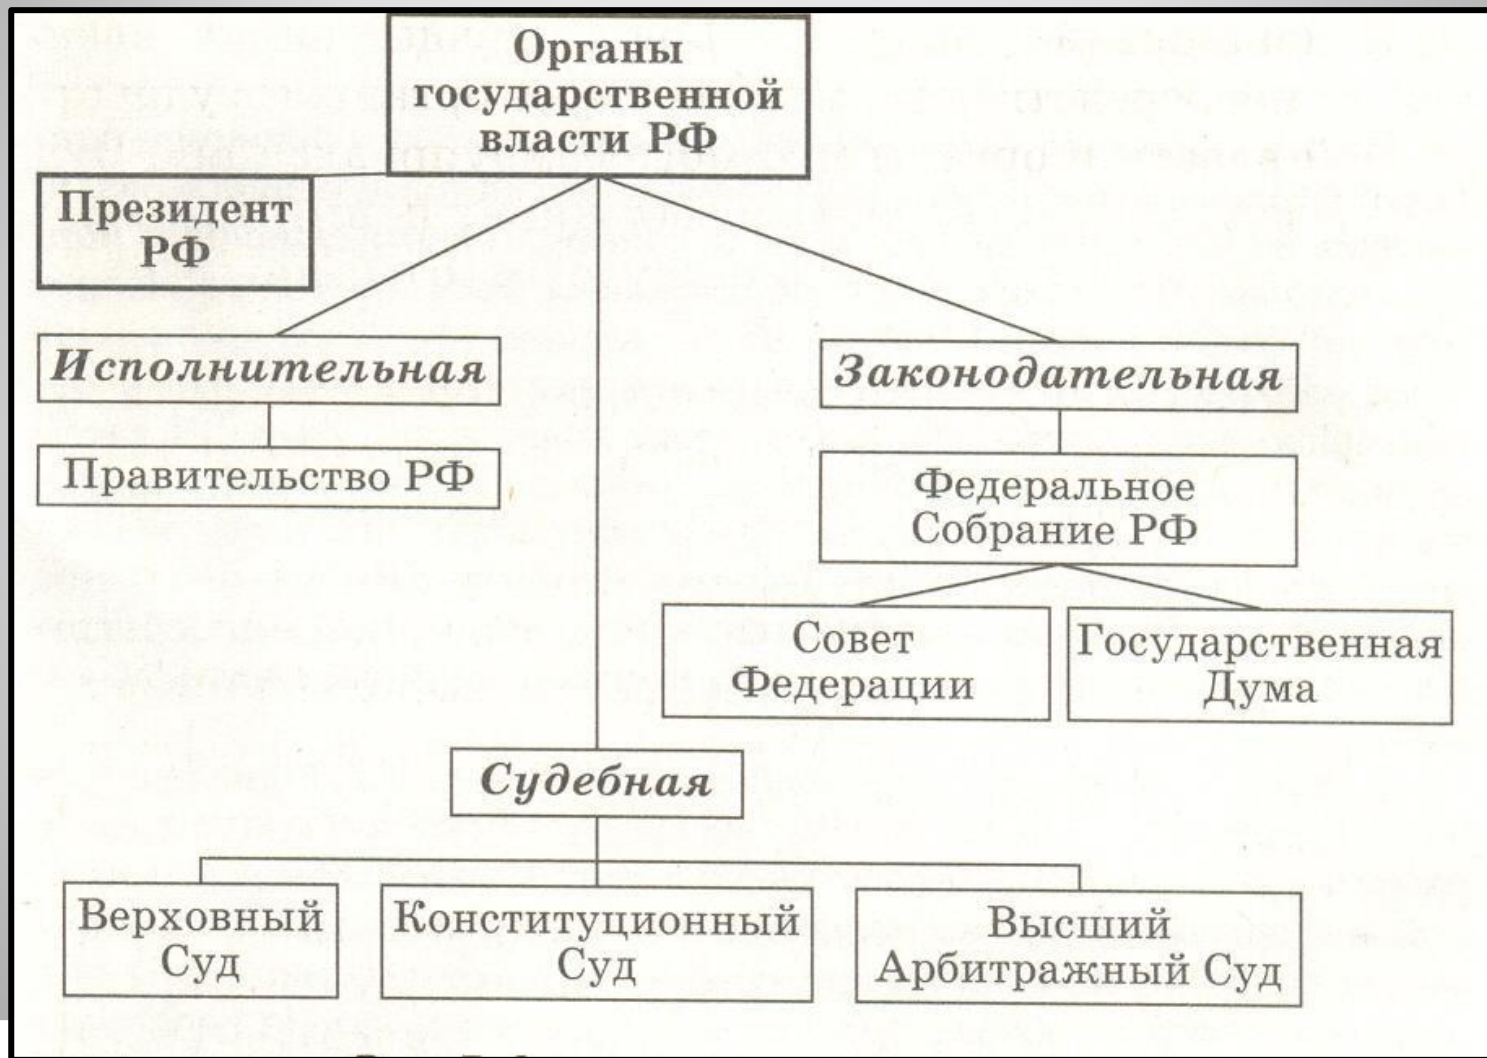 Органы
государственной
власти РФ
Президент
РФ
Исполнительная
Законодательная
Правительство РФ
Федеральное
Собрание РФ
Совет
Федерации
Государственная
Дума
Судебная
Верховный
Суд
Конституционный
Суд
Высший
Арбитражный Суд